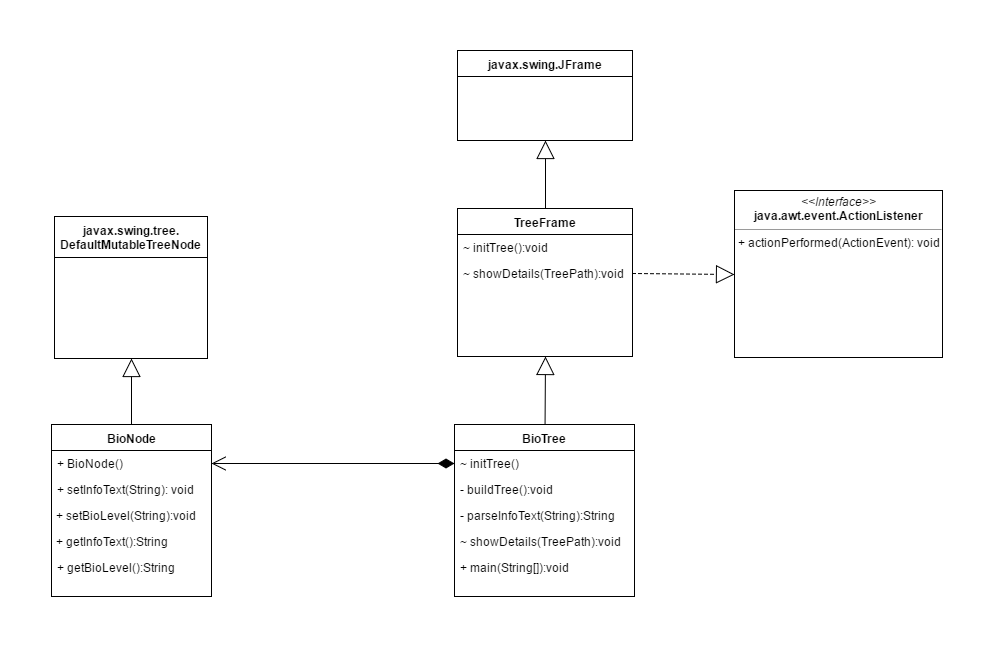 javax.swing.JFrame
<<Interface>>
java.awt.event.ActionListener
+ actionPerformed(ActionEvent): void
TreeFrame
~ initTree():void
~ showDetails(TreePath):void
javax.swing.tree.
DefaultMutableTreeNode
BioNode
+ BioNode()
+ setInfoText(String): void
+ setBioLevel(String):void
+ getInfoText():String
+ getBioLevel():String
BioTree
~ initTree()
- buildTree():void
- parseInfoText(String):String
~ showDetails(TreePath):void
+ main(String[]):void